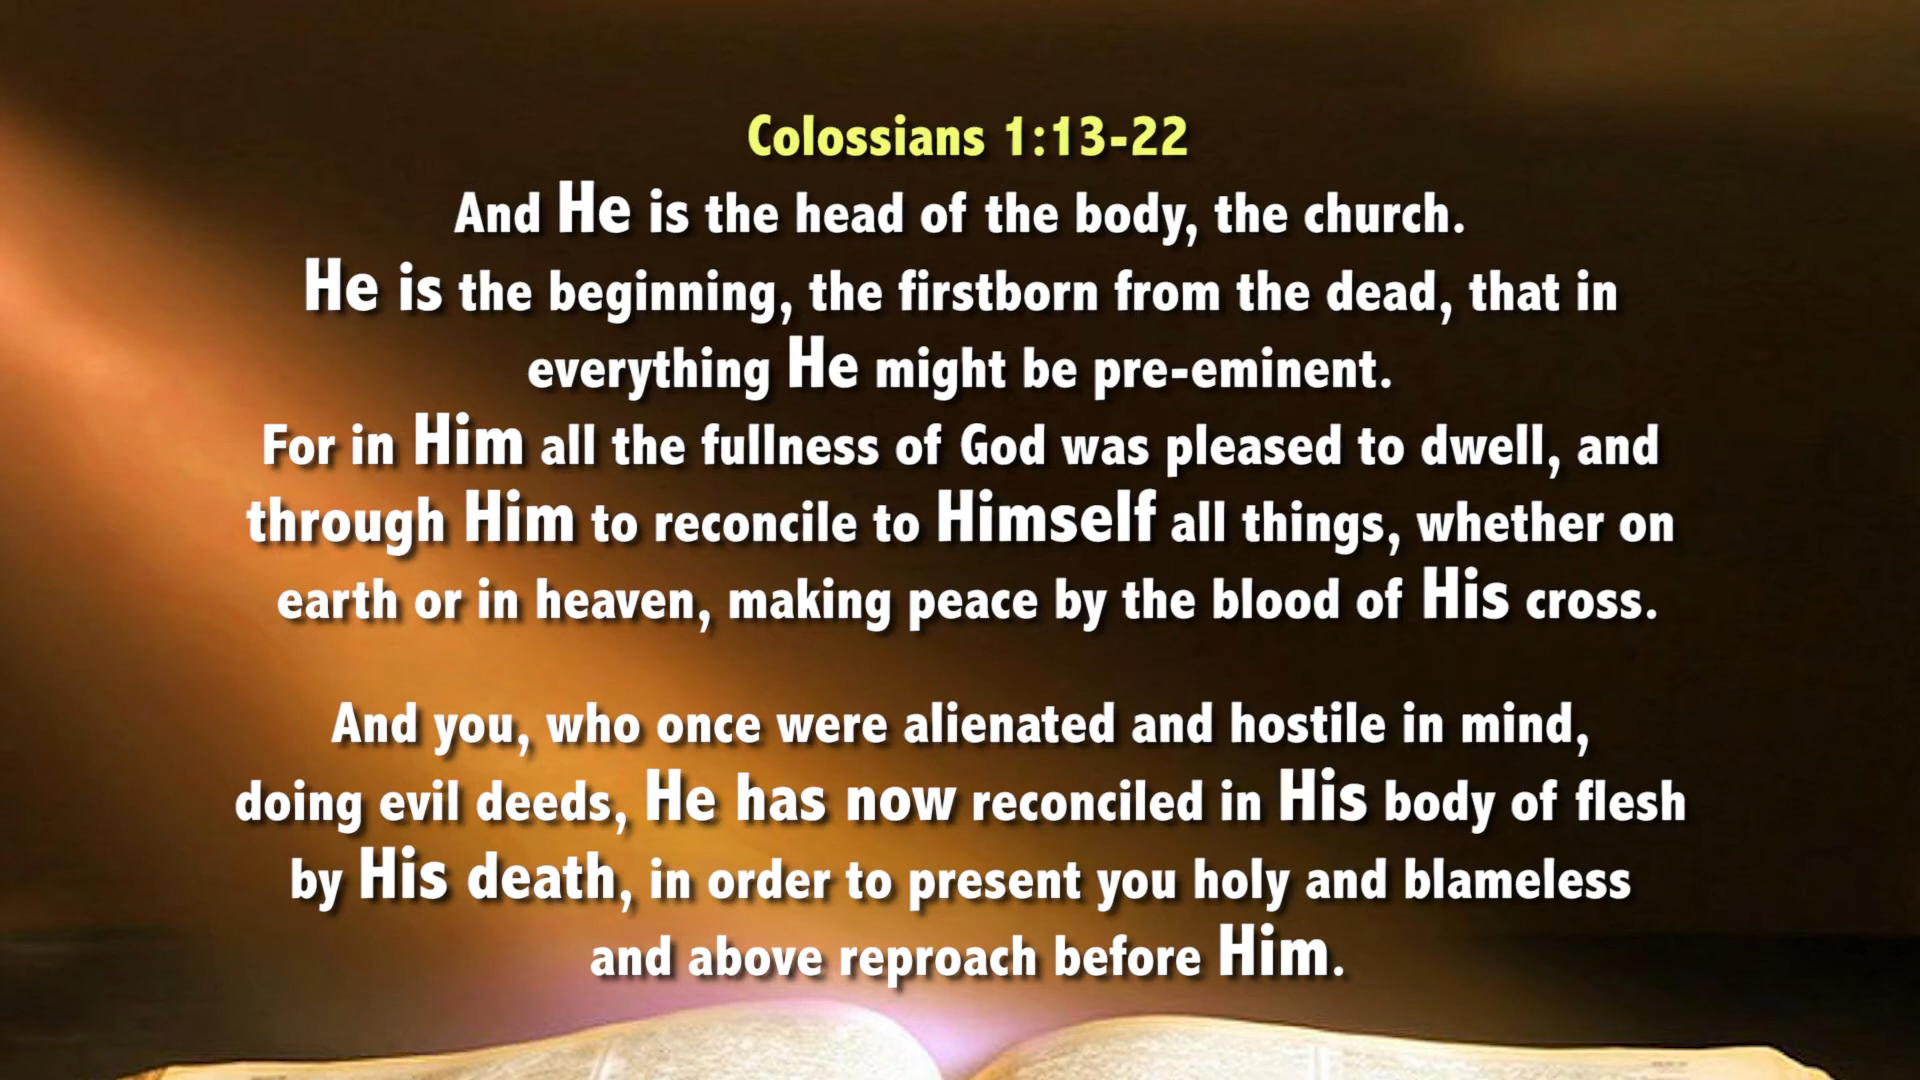 Colossians 1:13-22
And He is the head of the body, the church.
He is the beginning, the firstborn from the dead, that in
everything He might be pre-eminent.
For in Him all the fullness of God was pleased to dwell, and
through Him to reconcile to Himself all things, whether on
earth or in heaven, making peace by the blood of His cross.
And you, who once were alienated and hostile in mind,
doing evil deeds, He has now reconciled in His body of flesh
by His death, in order to present you holy and blameless
and above reproach before Him.